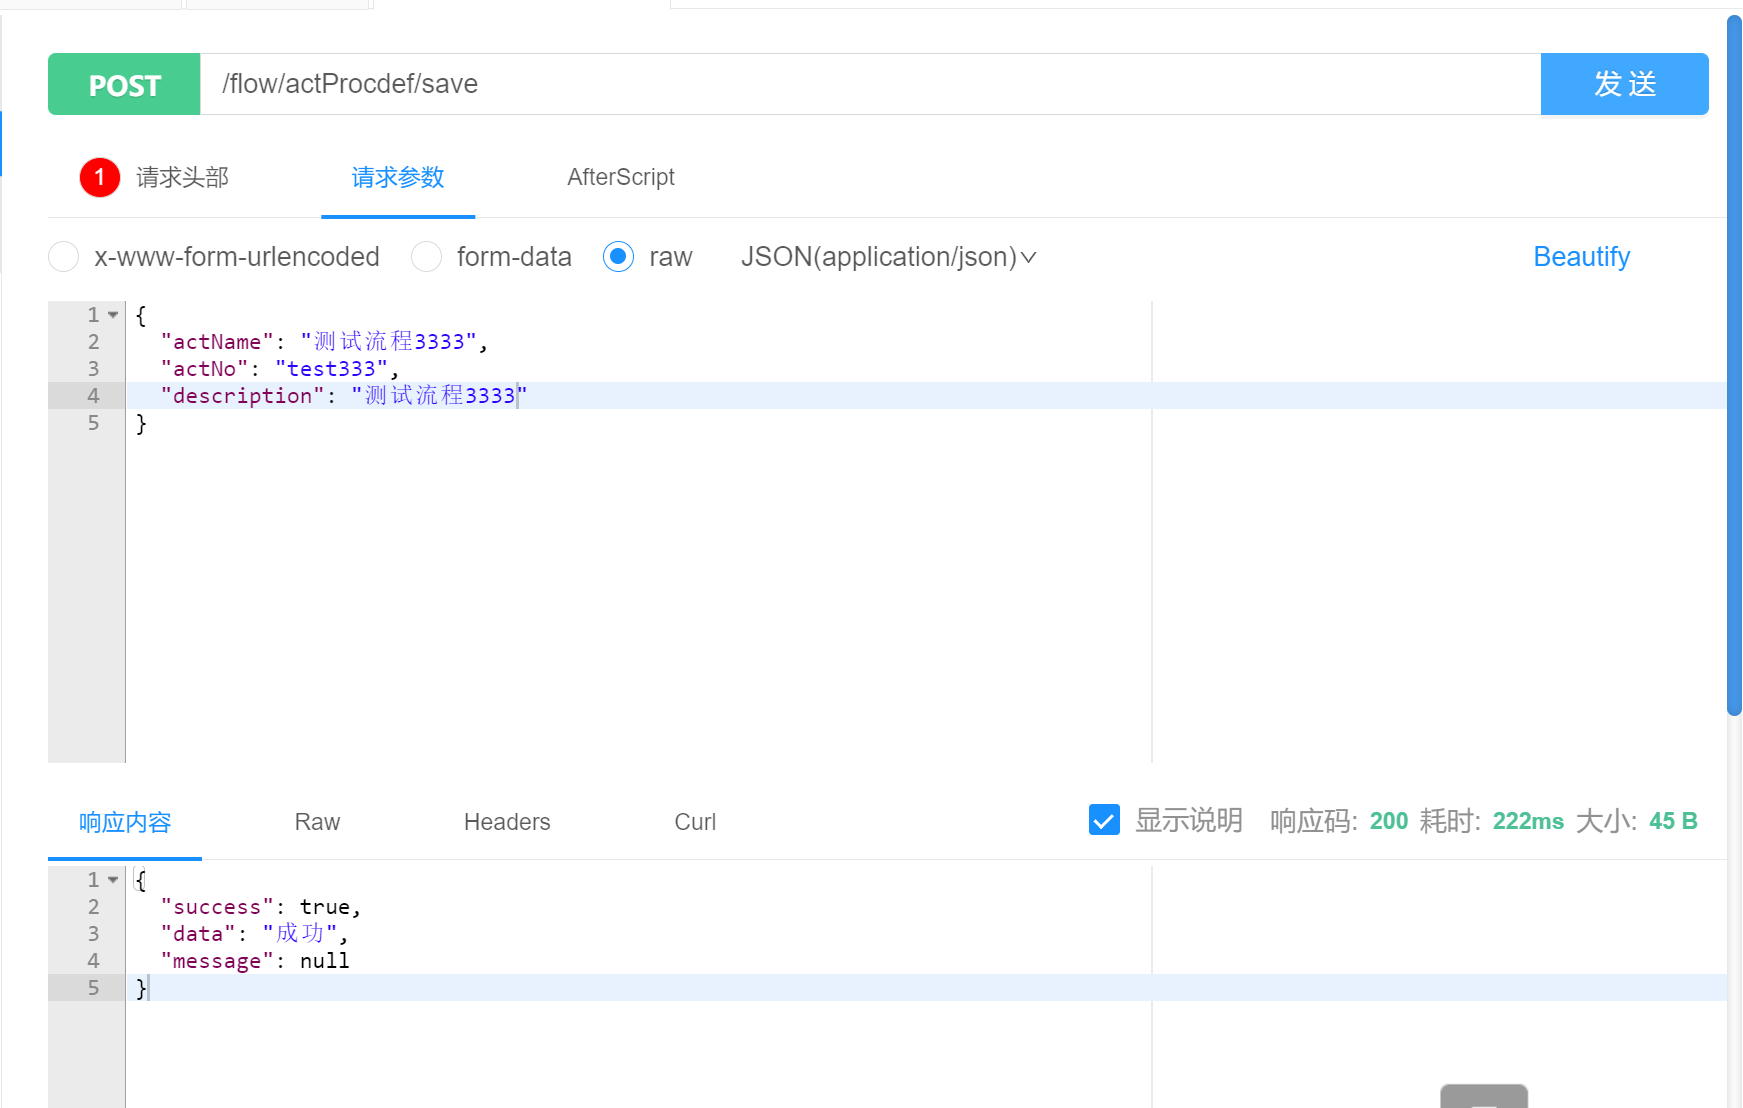 POST /flow/actProcdef/save 发 送
1 请求头部 请求参数 AfterScript
x-www-form-urlencoded form-data raw JSON(application/json) Beautify
1 {
2 "actName": "测试流程3333",
3 "actNo": "test333",
4 "description": "测试流程3333"
5 }
响应内容 Raw Headers Curl 显示说明 响应码: 200 耗时: 222ms 大小: 45 B
1 {
2 "success": true,
3 "data": "成功",
4 "message": null
5 }